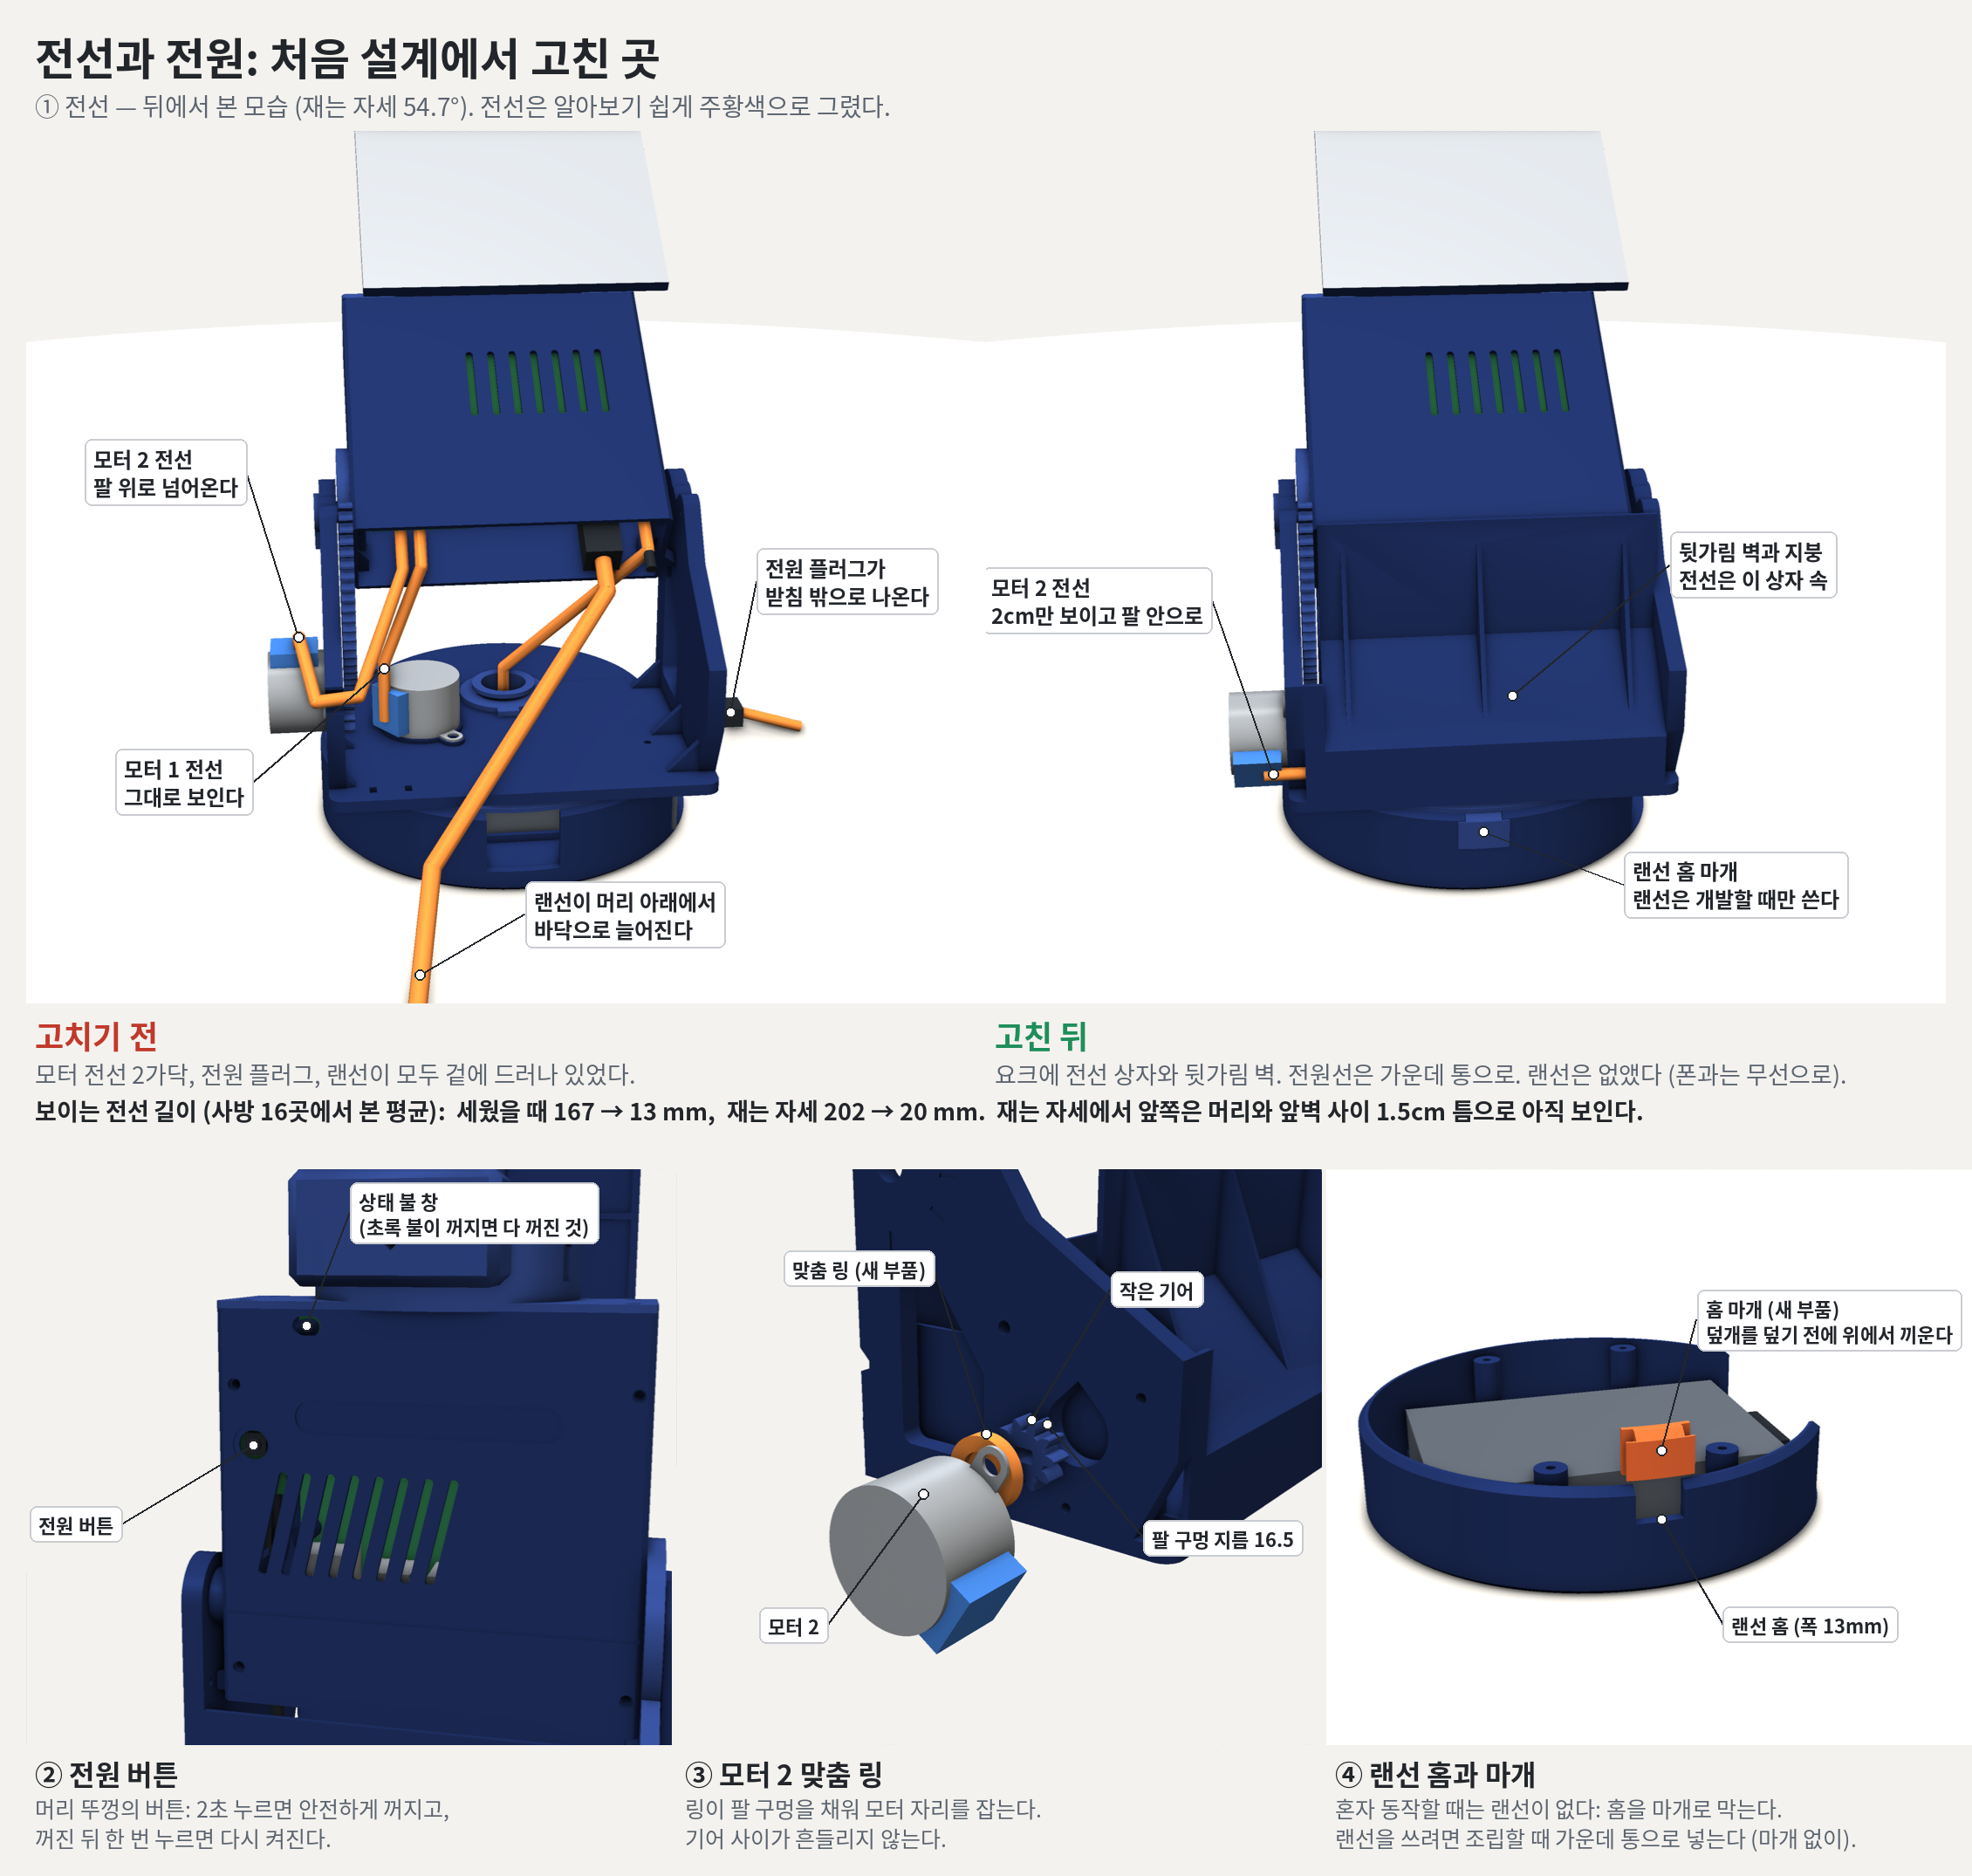 전선과 전원: 처음 설계에서 고친 곳
① 전선 — 뒤에서 본 모습 (재는 자세 54.7°). 전선은 알아보기 쉽게 주황색으로 그렸다.
모터 2 전선
팔 위로 넘어온다
전원 플러그가
받침 밖으로 나온다
모터 1 전선
그대로 보인다
랜선이 머리 아래에서
바닥으로 늘어진다
뒷가림 벽과 지붕
전선은 이 상자 속
모터 2 전선
2cm만 보이고 팔 안으로
랜선 홈 마개
랜선은 개발할 때만 쓴다
고치기 전
모터 전선 2가닥, 전원 플러그, 랜선이 모두 겉에 드러나 있었다.
고친 뒤
요크에 전선 상자와 뒷가림 벽. 전원선은 가운데 통으로. 랜선은 없앴다 (폰과는 무선으로).
보이는 전선 길이 (사방 16곳에서 본 평균): 세웠을 때 167 → 13 mm, 재는 자세 202 → 20 mm. 재는 자세에서 앞쪽은 머리와 앞벽 사이 1.5cm 틈으로 아직 보인다.
상태 불 창
(초록 불이 꺼지면 다 꺼진 것)
전원 버튼
② 전원 버튼
머리 뚜껑의 버튼: 2초 누르면 안전하게 꺼지고,
꺼진 뒤 한 번 누르면 다시 켜진다.
맞춤 링 (새 부품)
작은 기어
팔 구멍 지름 16.5
모터 2
③ 모터 2 맞춤 링
링이 팔 구멍을 채워 모터 자리를 잡는다.
기어 사이가 흔들리지 않는다.
홈 마개 (새 부품)
덮개를 덮기 전에 위에서 끼운다
랜선 홈 (폭 13mm)
④ 랜선 홈과 마개
혼자 동작할 때는 랜선이 없다: 홈을 마개로 막는다.
랜선을 쓰려면 조립할 때 가운데 통으로 넣는다 (마개 없이).